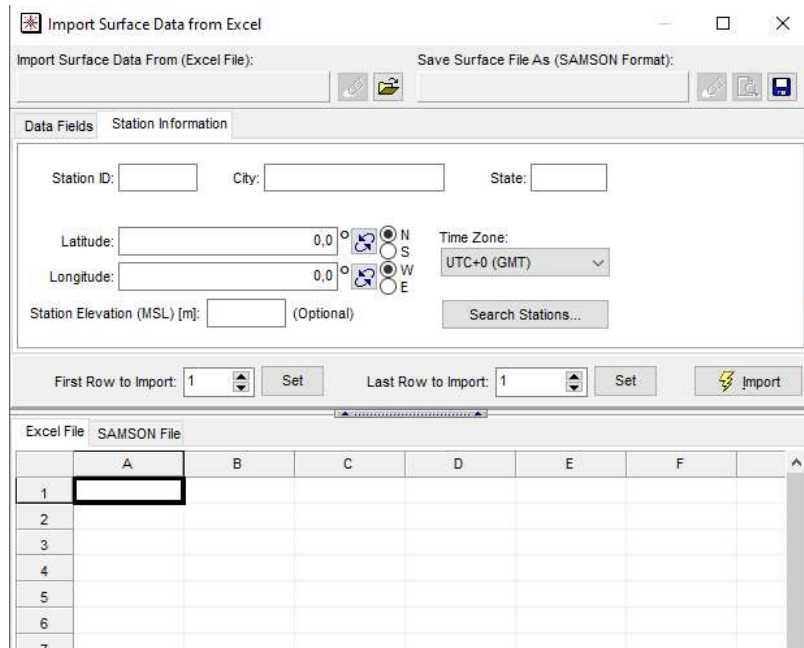 Import Surface Data from Excel
Import Surface Data From (Excel File):
Save Surface File As (SAMSON Format):
Data Fields
Station Information
Station ID:
City:
State:
Latitude:
0,0
o
N
S
Time Zone:
UTC+0 (GMT)
Longitude:
0,0
o
W
E
Station Elevation (MSL) [m]:
(Optional)
Search Stations...
First Row to Import:
1
Set
Last Row to Import:
1
Set
Import
Excel File
SAMSON File
A
B
C
D
E
F
1
2
3
4
5
6
7